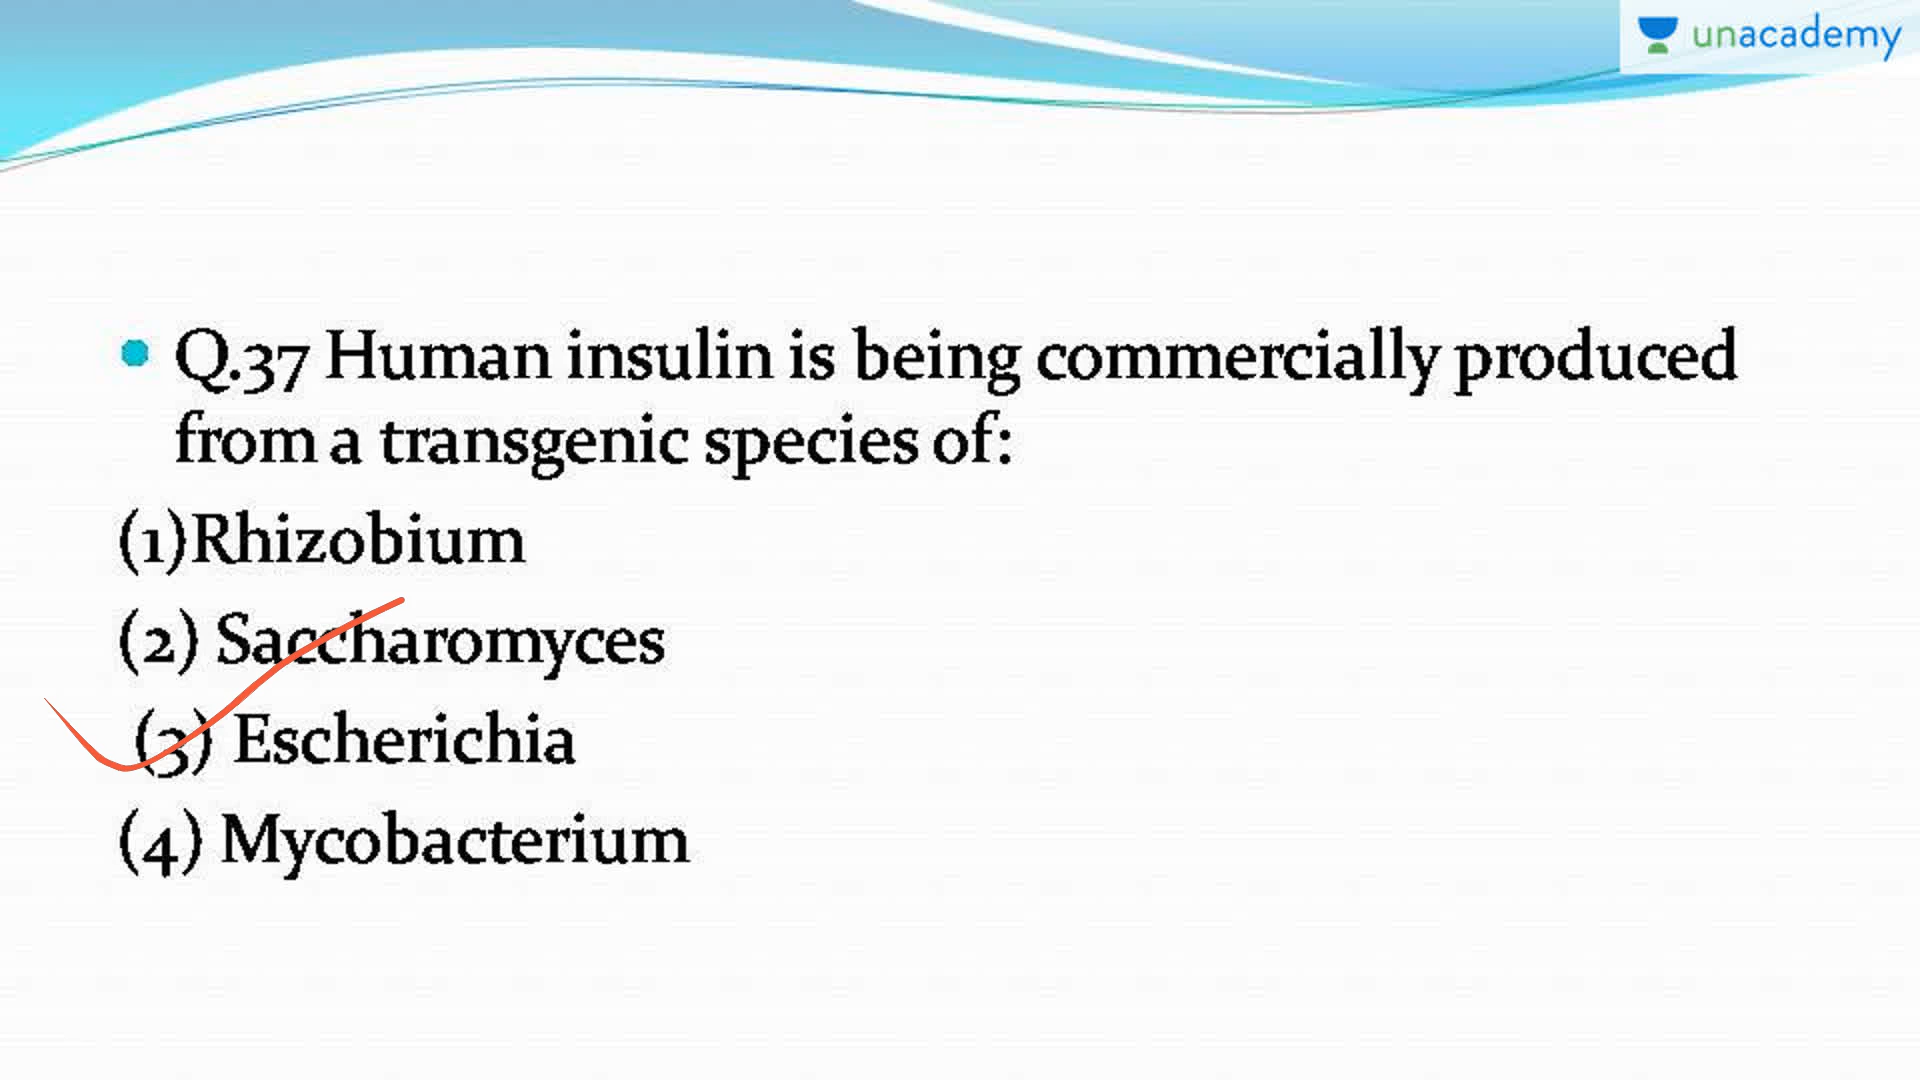 unacademy
Q.37 Human insulin is being commercially produced
from a transgenic species of:
(1)Rhizobium
(2) Saccharomyces
(3) Escherichia
(4) Mycobacterium